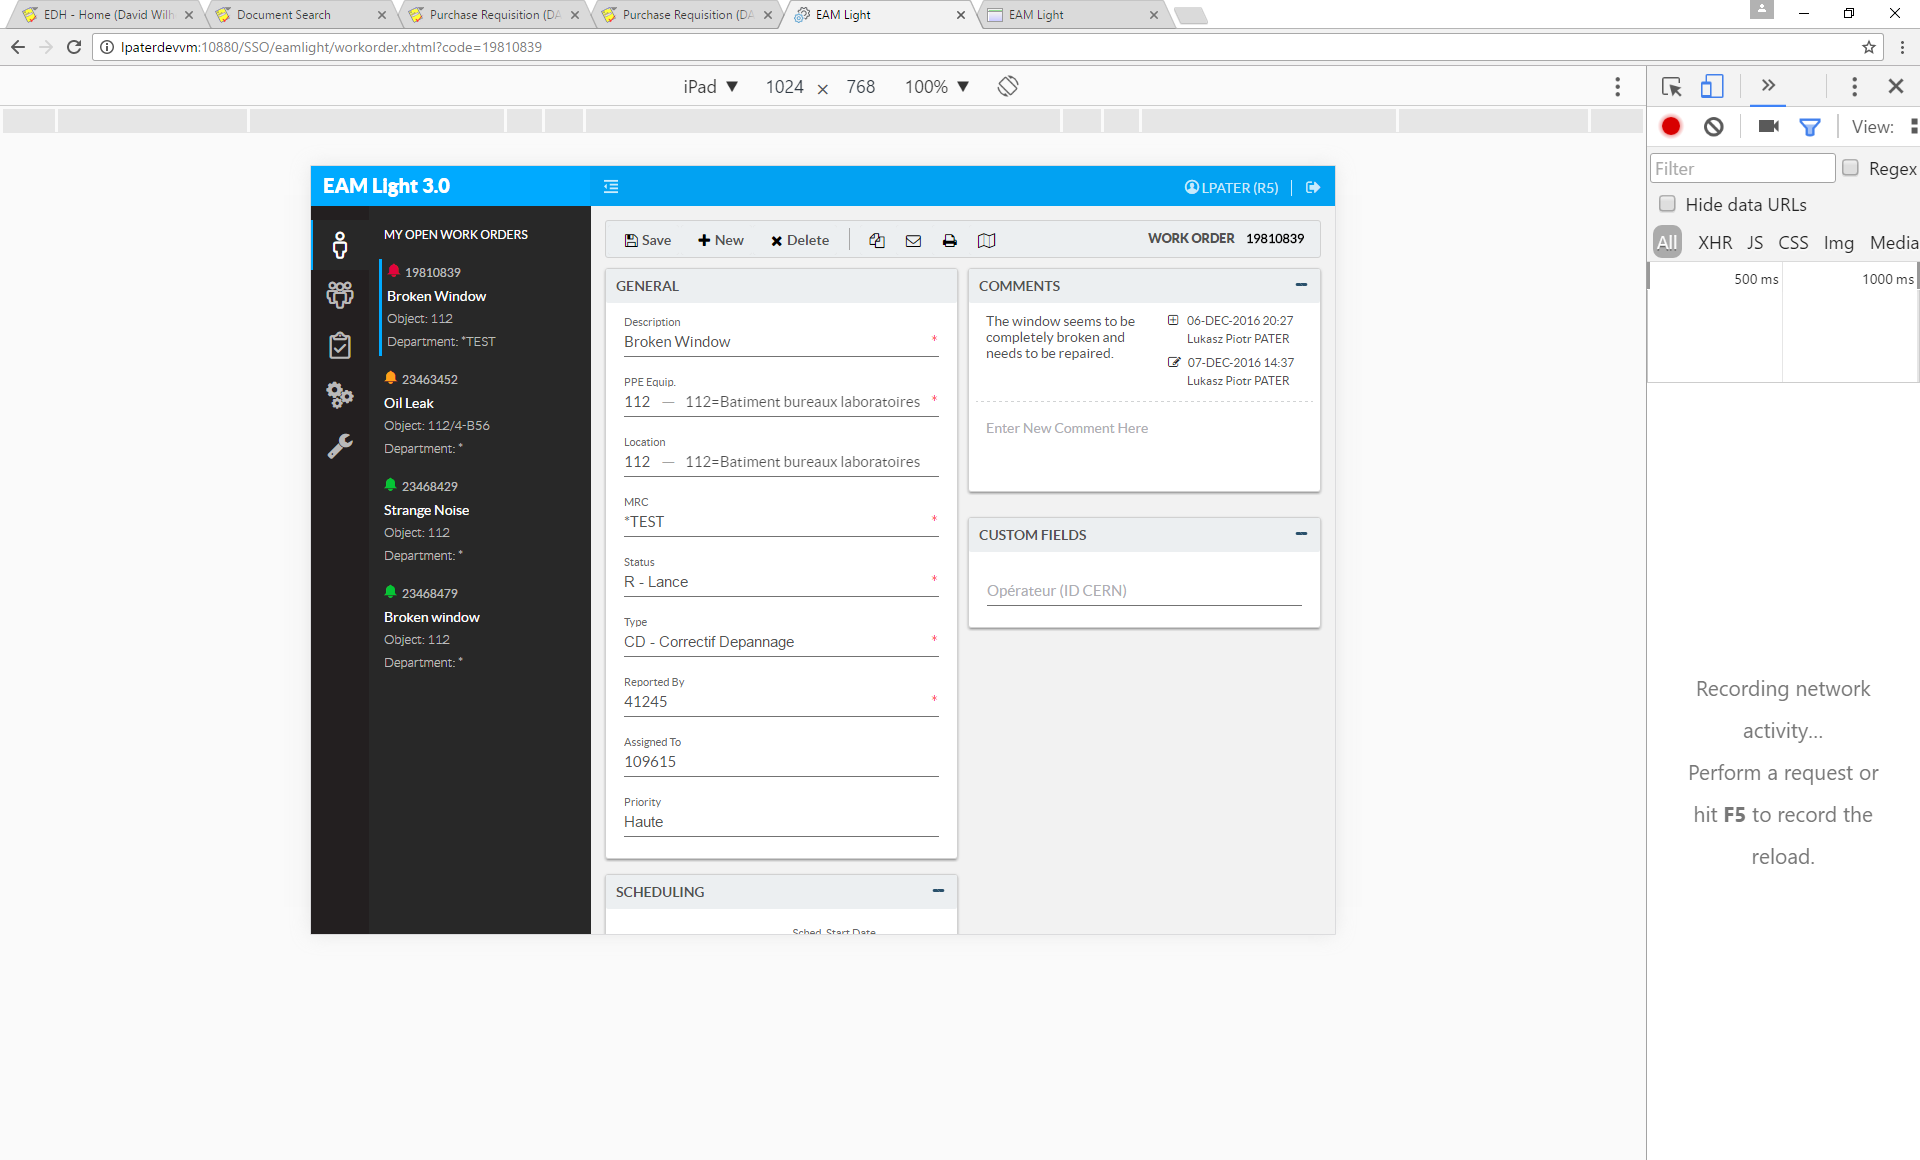 EDH - Home (David Wilh
Document Search
Purchase Requisition (DA
Purchase Requisition (DA
EAM Light
EAM Light
lpaterdevvm:10880/SSO/eamlight/workorder.xhtml?code=19810839
iPad ▼ 1024 × 768 100% ▼
View:
Filter
Regex
Hide data URLs
All XHR JS CSS Img Media
500 ms 1000 ms
Recording network
activity...
Perform a request or
hit F5 to record the
reload.
EAM Light 3.0
LPATER (R5)
MY OPEN WORK ORDERS
19810839
Broken Window
Object: 112
Department: *TEST
23463452
Oil Leak
Object: 112/4-B56
Department: *
23468429
Strange Noise
Object: 112
Department: *
23468479
Broken window
Object: 112
Department: *
Save New Delete
WORK ORDER 19810839
GENERAL
Description
Broken Window *
PPE Equip.
112 — 112=Batiment bureaux laboratoires *
Location
112 — 112=Batiment bureaux laboratoires
MRC
*TEST *
Status
R - Lance *
Type
CD - Correctif Depannage *
Reported By
41245 *
Assigned To
109615
Priority
Haute
SCHEDULING
Sched. Start Date
COMMENTS
The window seems to be
completely broken and
needs to be repaired.
06-DEC-2016 20:27
Lukasz Piotr PATER
07-DEC-2016 14:37
Lukasz Piotr PATER
Enter New Comment Here
CUSTOM FIELDS
Opérateur (ID CERN)